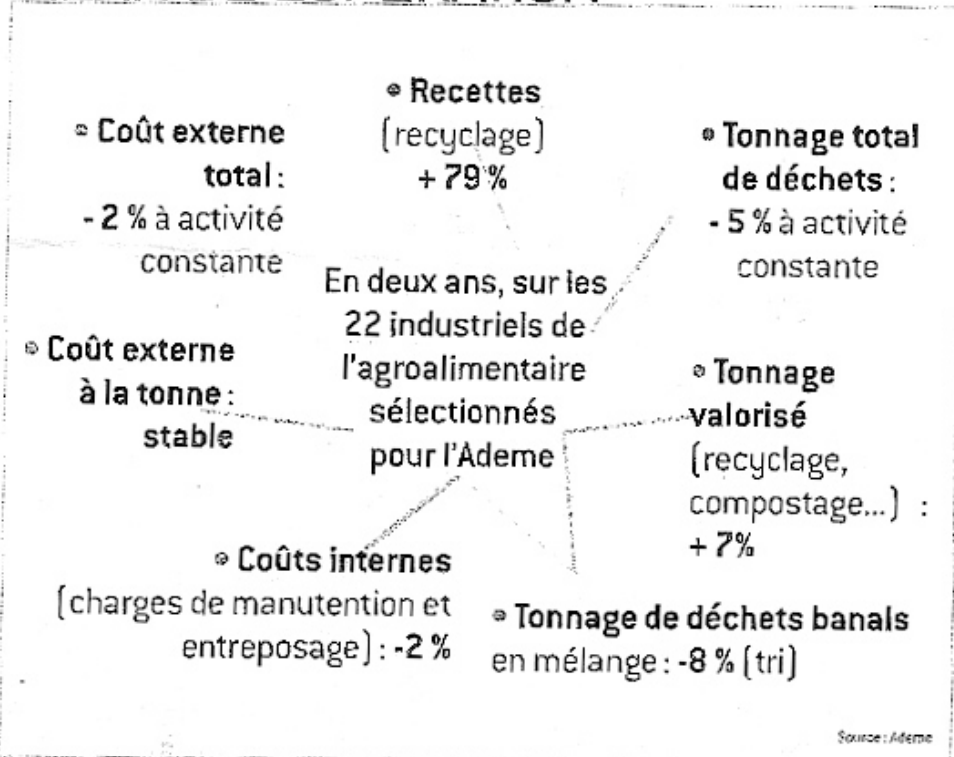 • Recettes
(recyclage)
+ 79 %
• Coût externe
total :
- 2 % à activité
constante
• Tonnage total
de déchets :
- 5 % à activité
constante
En deux ans, sur les
22 industriels de
l'agroalimentaire
sélectionnés
pour l'Ademe
• Coût externe
à la tonne :
stable
• Tonnage
valorisé
(recyclage,
compostage...) :
+ 7%
• Coûts internes
(charges de manutention et
entreposage) : -2 %
• Tonnage de déchets banals
en mélange : -8 % (tri)
Source : Ademe